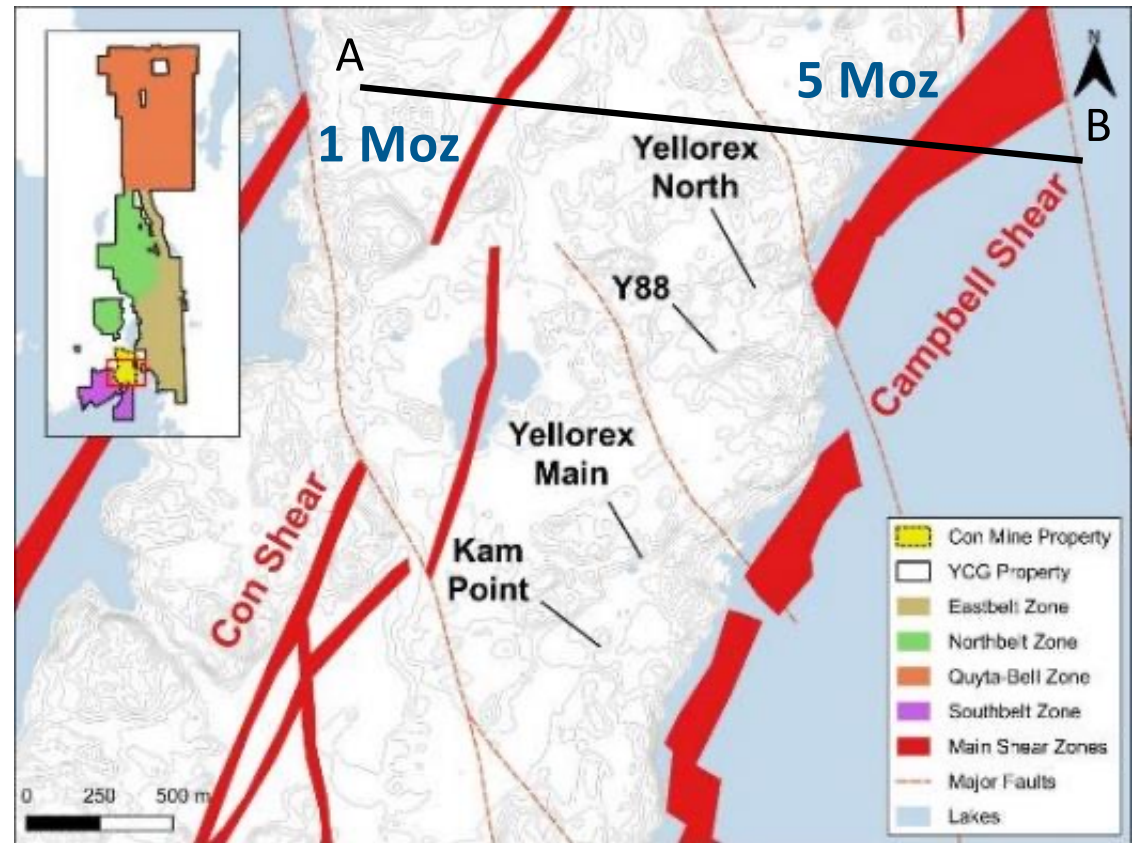 A
5 Moz
N
B
1 Moz
Yellorex
North
Y88
Campbell Shear
Yellorex
Main
Con Shear
Kam
Point
Con Mine Property
YCG Property
Eastbelt Zone
Northbelt Zone
Quyta-Bell Zone
Southbelt Zone
Main Shear Zones
Major Faults
Lakes
0 250 500 m